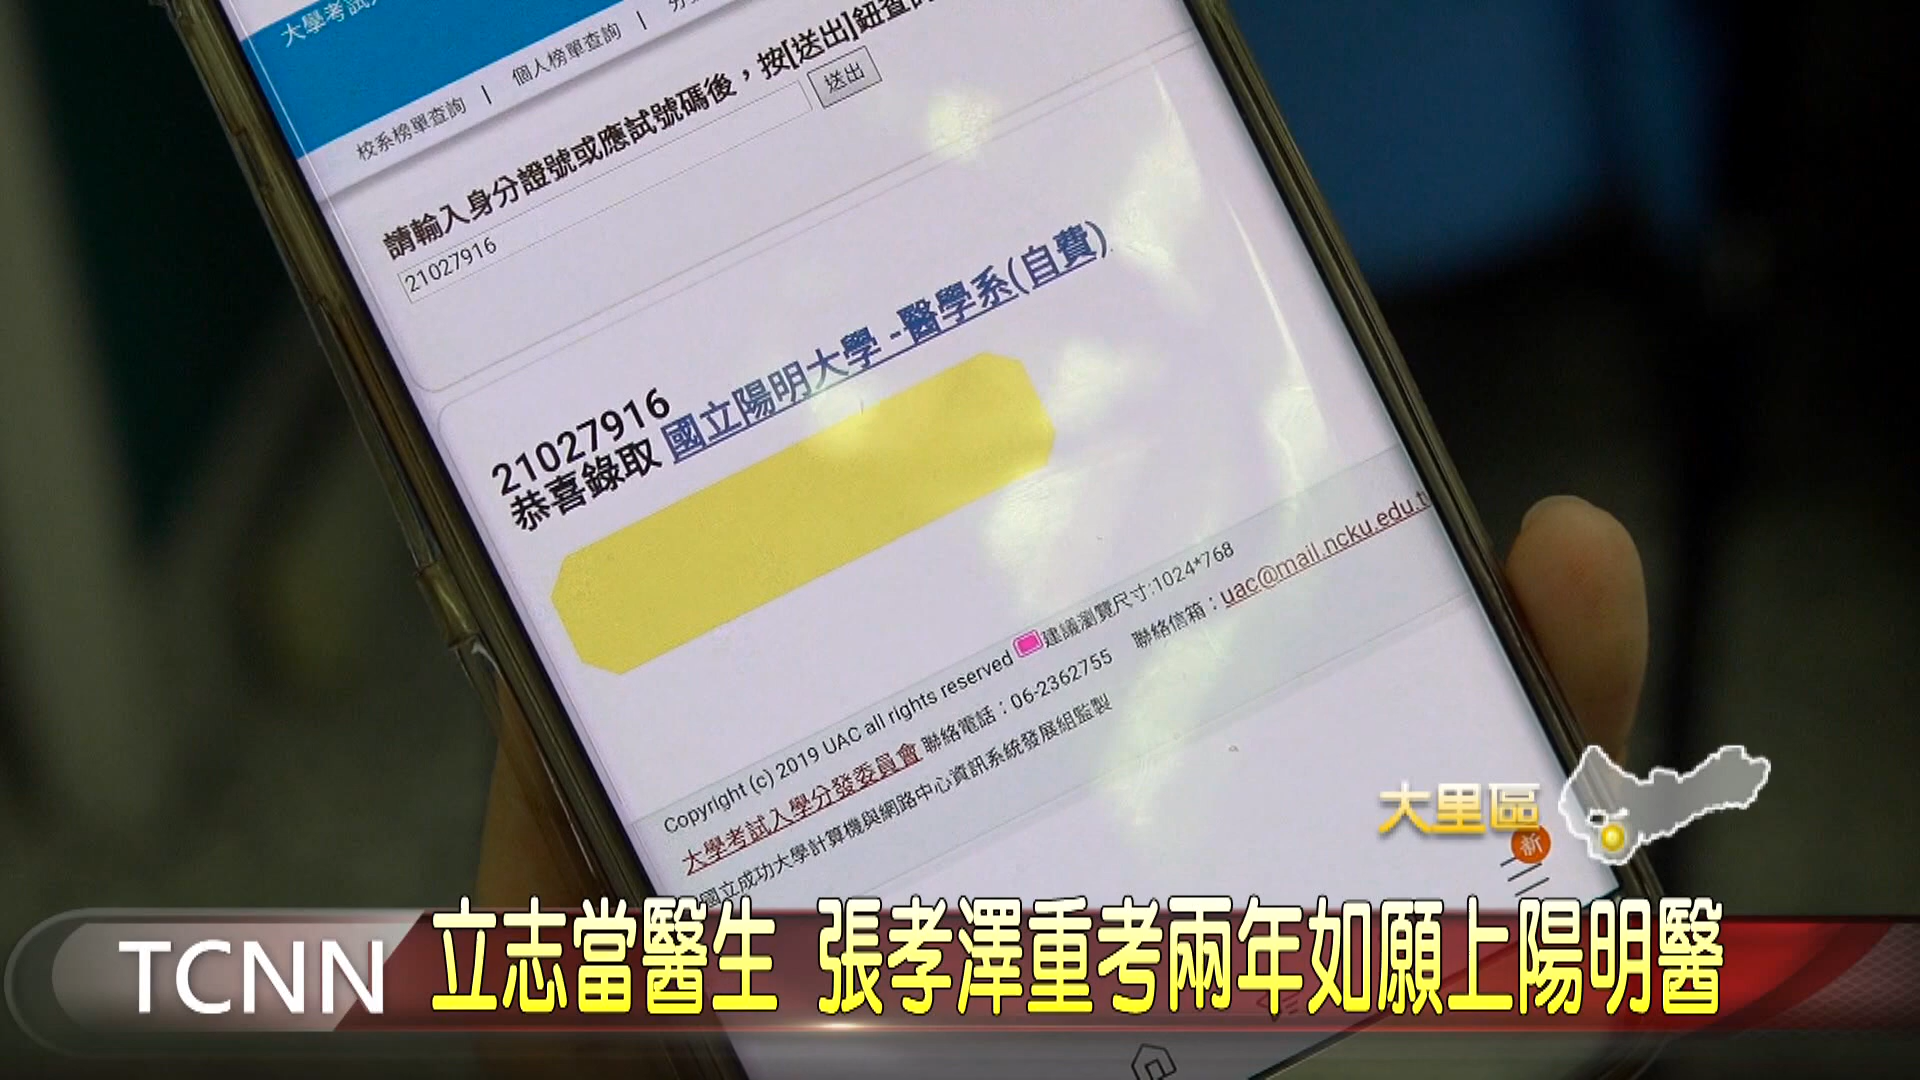 大學考試入
校系榜單查詢 | 個人榜單查詢 |
請輸入身分證號或應試號碼後，按[送出]鈕查
21027916
送出
21027916
恭喜錄取 國立陽明大學 -醫學系(自費).
Copyright (c) 2019 UAC all rights reserved 建議瀏覽尺寸:1024*768
大學考試入學分發委員會 聯絡電話：06-2362755 聯絡信箱：uac@mail.ncku.edu.t
國立成功大學計算機與網路中心資訊系統發展組監製
大里區
新
TCNN
立志當醫生 張孝澤重考兩年如願上陽明醫